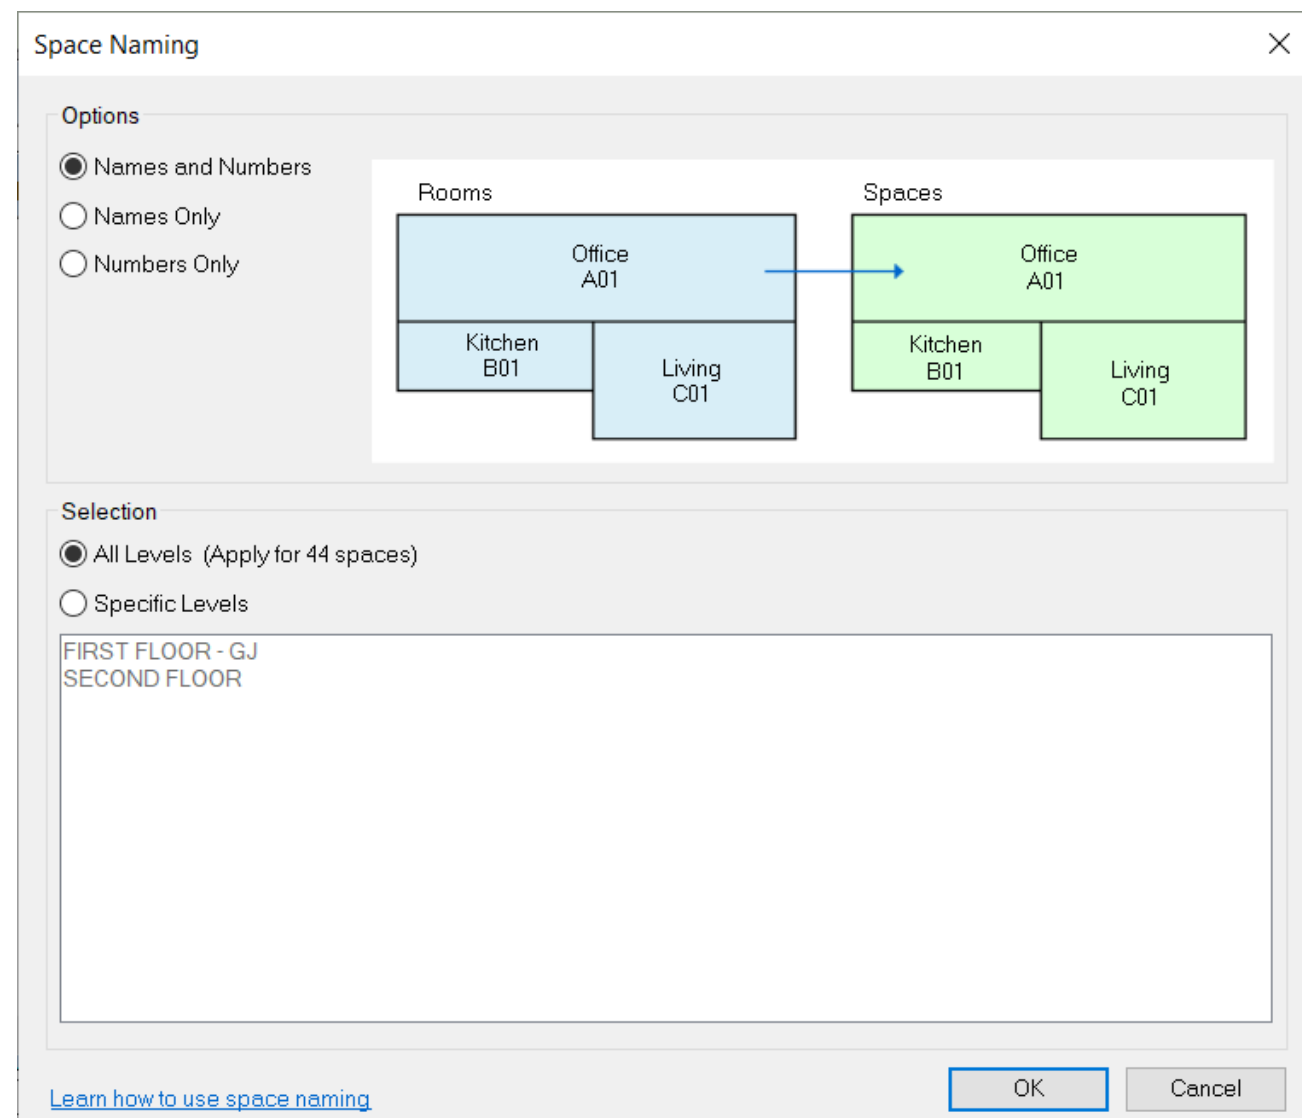 Space Naming
Options
Names and Numbers
Names Only
Numbers Only
Rooms
Spaces
Office
A01
Kitchen
B01
Living
C01
Office
A01
Kitchen
B01
Living
C01
Selection
All Levels (Apply for 44 spaces)
Specific Levels
FIRST FLOOR - GJ
SECOND FLOOR
Learn how to use space naming
OK
Cancel